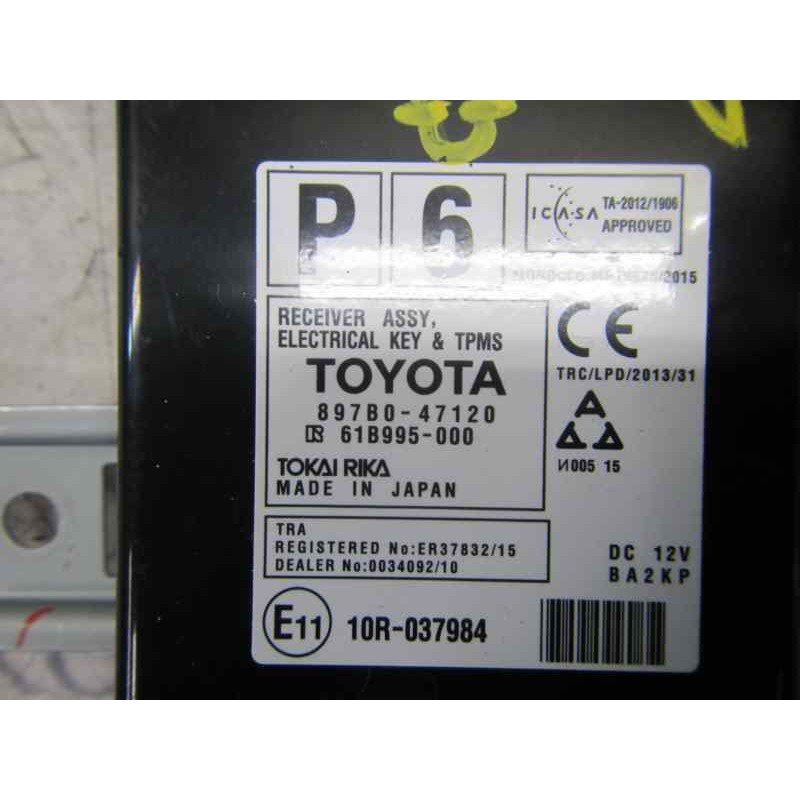 P 6
ICASA
TA-2012/1906
APPROVED
/2015
RECEIVER ASSY,
ELECTRICAL KEY & TPMS
TOYOTA
897B0-47120
61B995-000
TOKAI RIKA
MADE IN JAPAN
CE
TRC/LPD/2013/31
И005 15
TRA
REGISTERED No:ER37832/15
DEALER No:0034092/10
DC 12V
BA2KP
E11 10R-037984